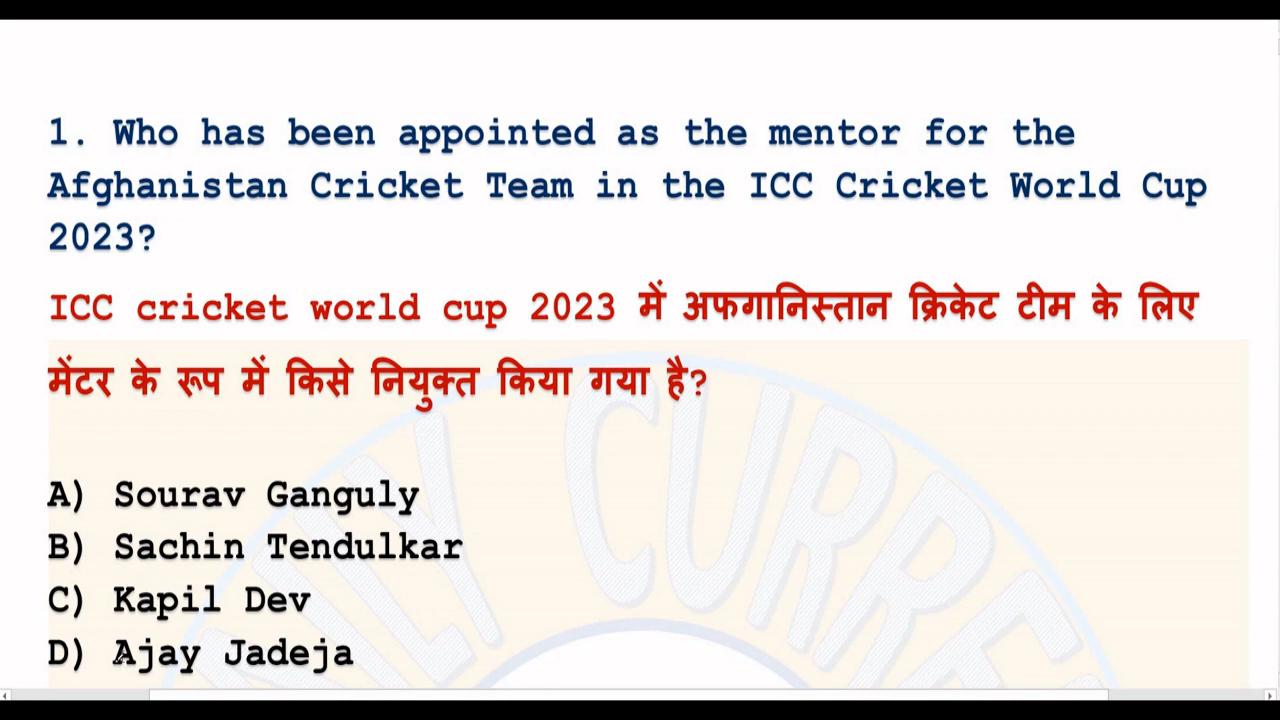 1. Who has been appointed as the mentor for the
Afghanistan Cricket Team in the ICC Cricket World Cup
2023?
ICC cricket world cup 2023 में अफगानिस्तान क्रिकेट टीम के लिए
मेंटर के रूप में किसे नियुक्त किया गया है?
A) Sourav Ganguly
B) Sachin Tendulkar
C) Kapil Dev
D) Ajay Jadeja